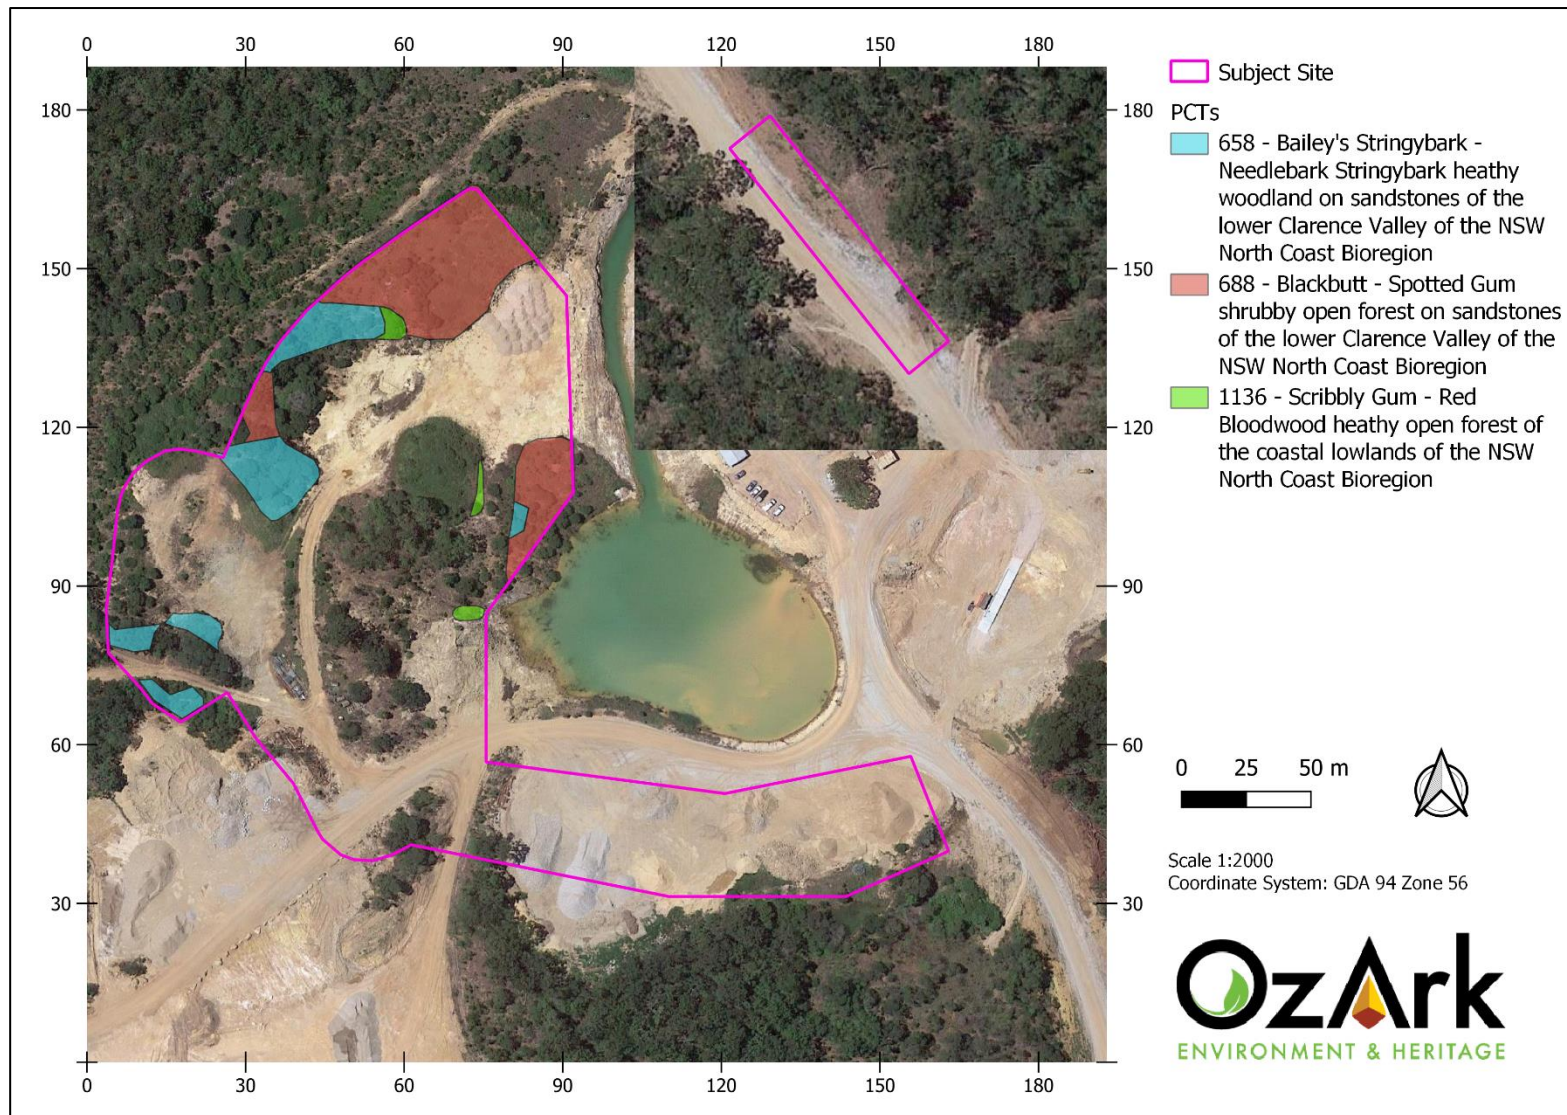 0 30 60 90 120 150 180
180 180
150 150
120 120
90 90
60 60
30 30
0 30 60 90 120 150 180
Subject Site
PCTs
658 - Bailey's Stringybark -
Needlebark Stringybark heathy
woodland on sandstones of the
lower Clarence Valley of the NSW
North Coast Bioregion
688 - Blackbutt - Spotted Gum
shrubby open forest on sandstones
of the lower Clarence Valley of the
NSW North Coast Bioregion
1136 - Scribbly Gum - Red
Bloodwood heathy open forest of
the coastal lowlands of the NSW
North Coast Bioregion
0 25 50 m
Scale 1:2000
Coordinate System: GDA 94 Zone 56
OzArk
ENVIRONMENT & HERITAGE